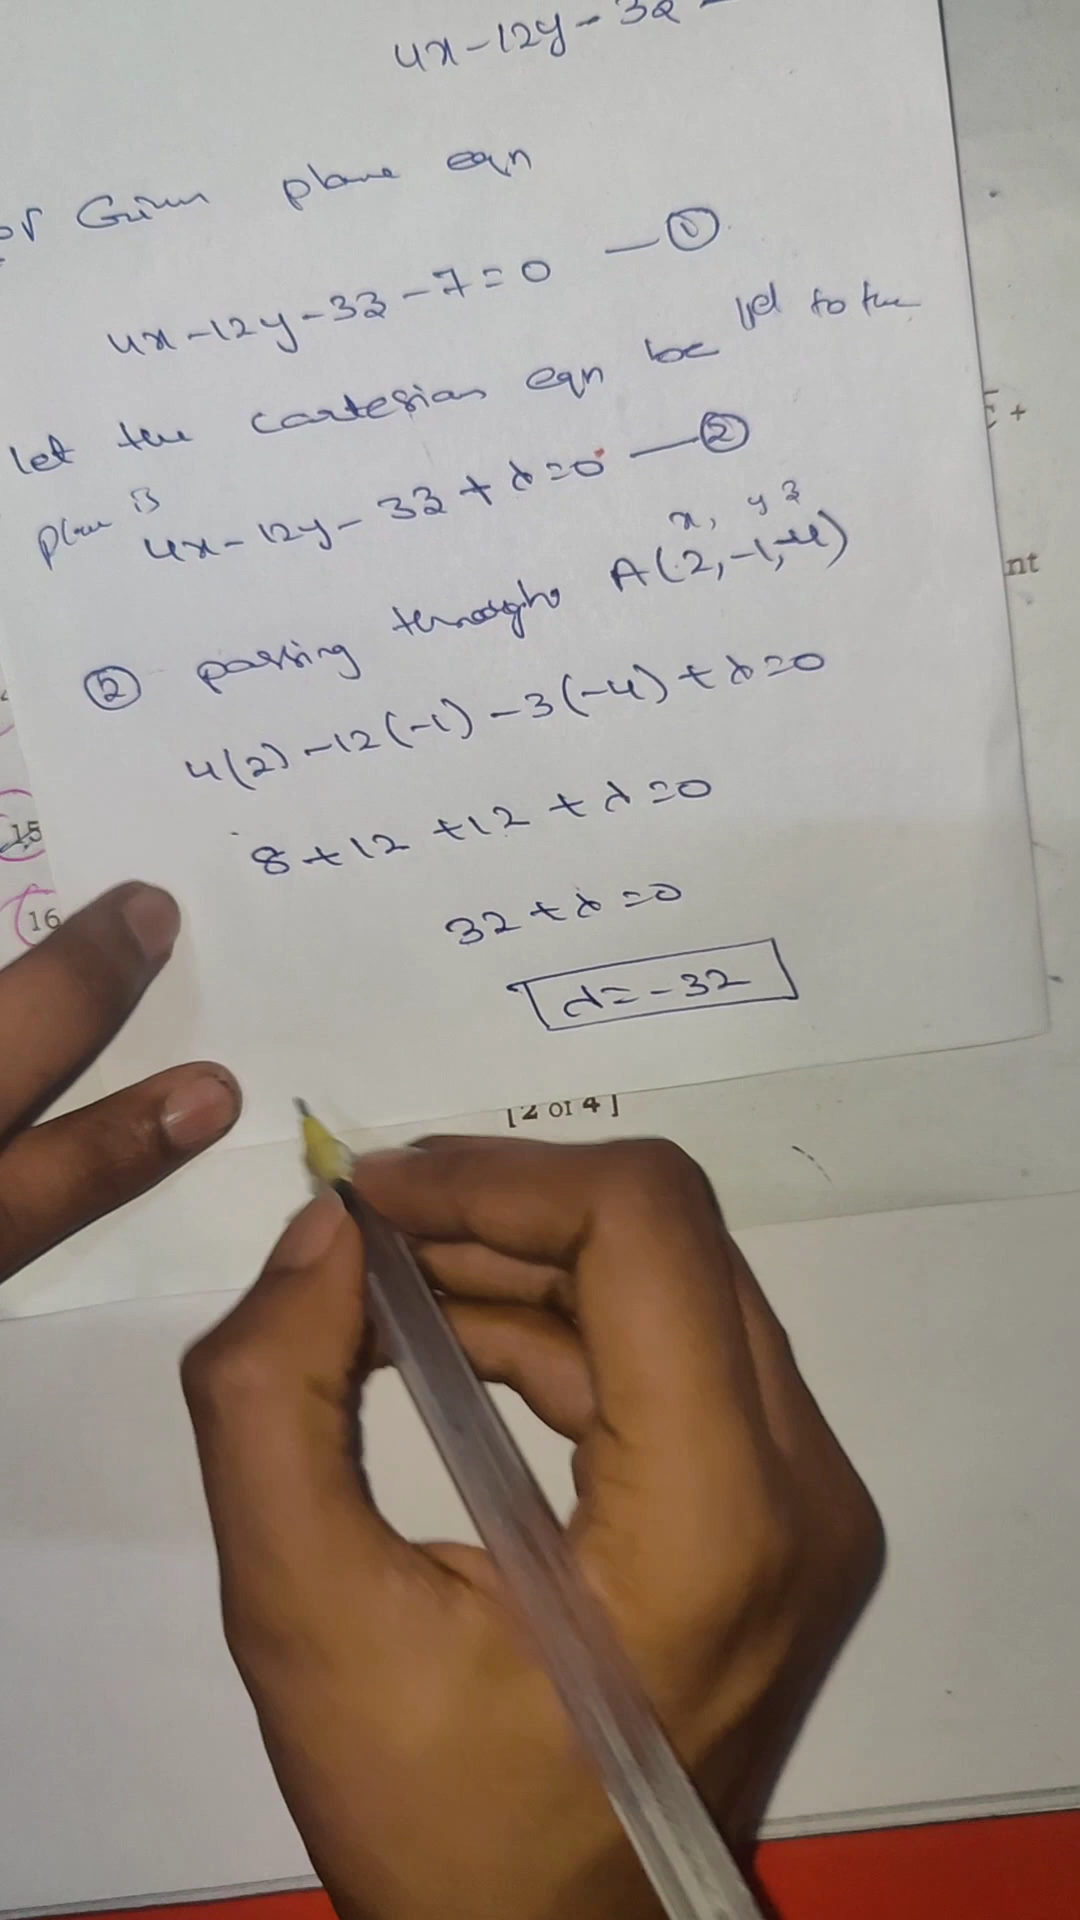 4x-12y-3z
Given plane eqn
4x-12y-3z-7=0 —①
let the cartesian eqn be ||el to the
plane is
4x-12y-3z+λ=0 —②
x, y z
② passing through A(2,-1,-4)
4(2)-12(-1)-3(-4)+λ=0
8+12+12+λ=0
32+λ=0
λ=-32
[2 of 4]
+
nt
15
16